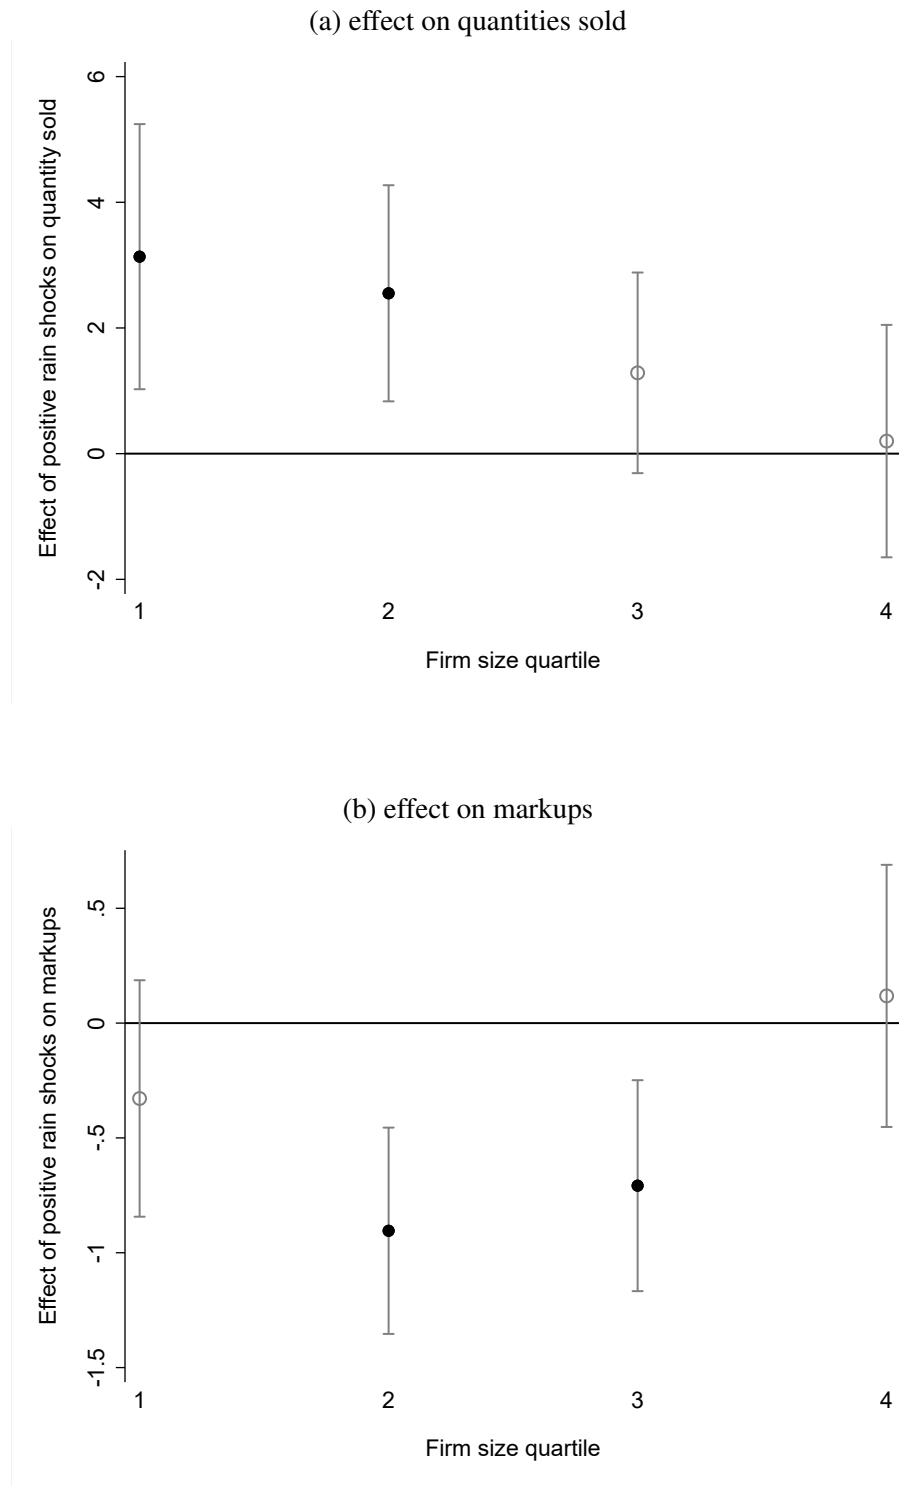 (a) effect on quantities sold
Effect of positive rain shocks on quantity sold
6
4
2
0
-2
1 2 3 4
Firm size quartile
(b) effect on markups
Effect of positive rain shocks on markups
.5
0
-.5
-1
-1.5
1 2 3 4
Firm size quartile